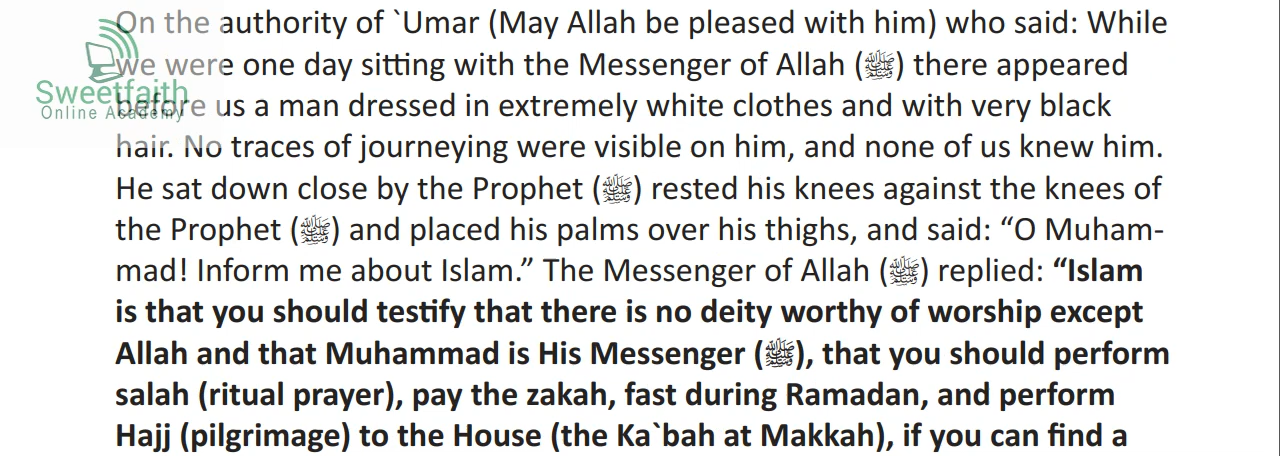 Sweetfaith
Online Academy
On the authority of `Umar (May Allah be pleased with him) who said: While
we were one day sitting with the Messenger of Allah (ﷺ) there appeared
before us a man dressed in extremely white clothes and with very black
hair. No traces of journeying were visible on him, and none of us knew him.
He sat down close by the Prophet (ﷺ) rested his knees against the knees of
the Prophet (ﷺ) and placed his palms over his thighs, and said: “O Muham-
mad! Inform me about Islam.” The Messenger of Allah (ﷺ) replied: “Islam
is that you should testify that there is no deity worthy of worship except
Allah and that Muhammad is His Messenger (ﷺ), that you should perform
salah (ritual prayer), pay the zakah, fast during Ramadan, and perform
Hajj (pilgrimage) to the House (the Ka`bah at Makkah), if you can find a